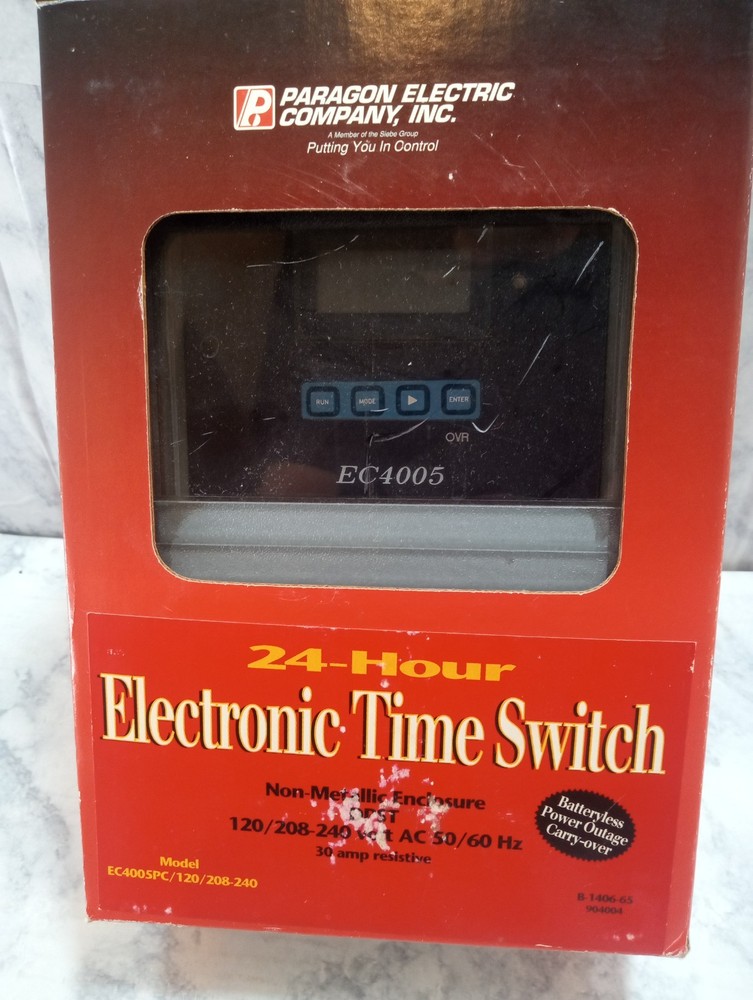 PARAGON ELECTRIC
COMPANY, INC.
A Member of the Siebe Group
Putting You In Control
RUN MODE ENTER
OVR
EC4005
24-Hour
Electronic Time Switch
Non-Metallic Enclosure
DPST
120/208-240 volt AC 50/60 Hz
30 amp resistive
Batteryless
Power Outage
Carry-over
Model
EC4005PC/120/208-240
B-1406-65
904004